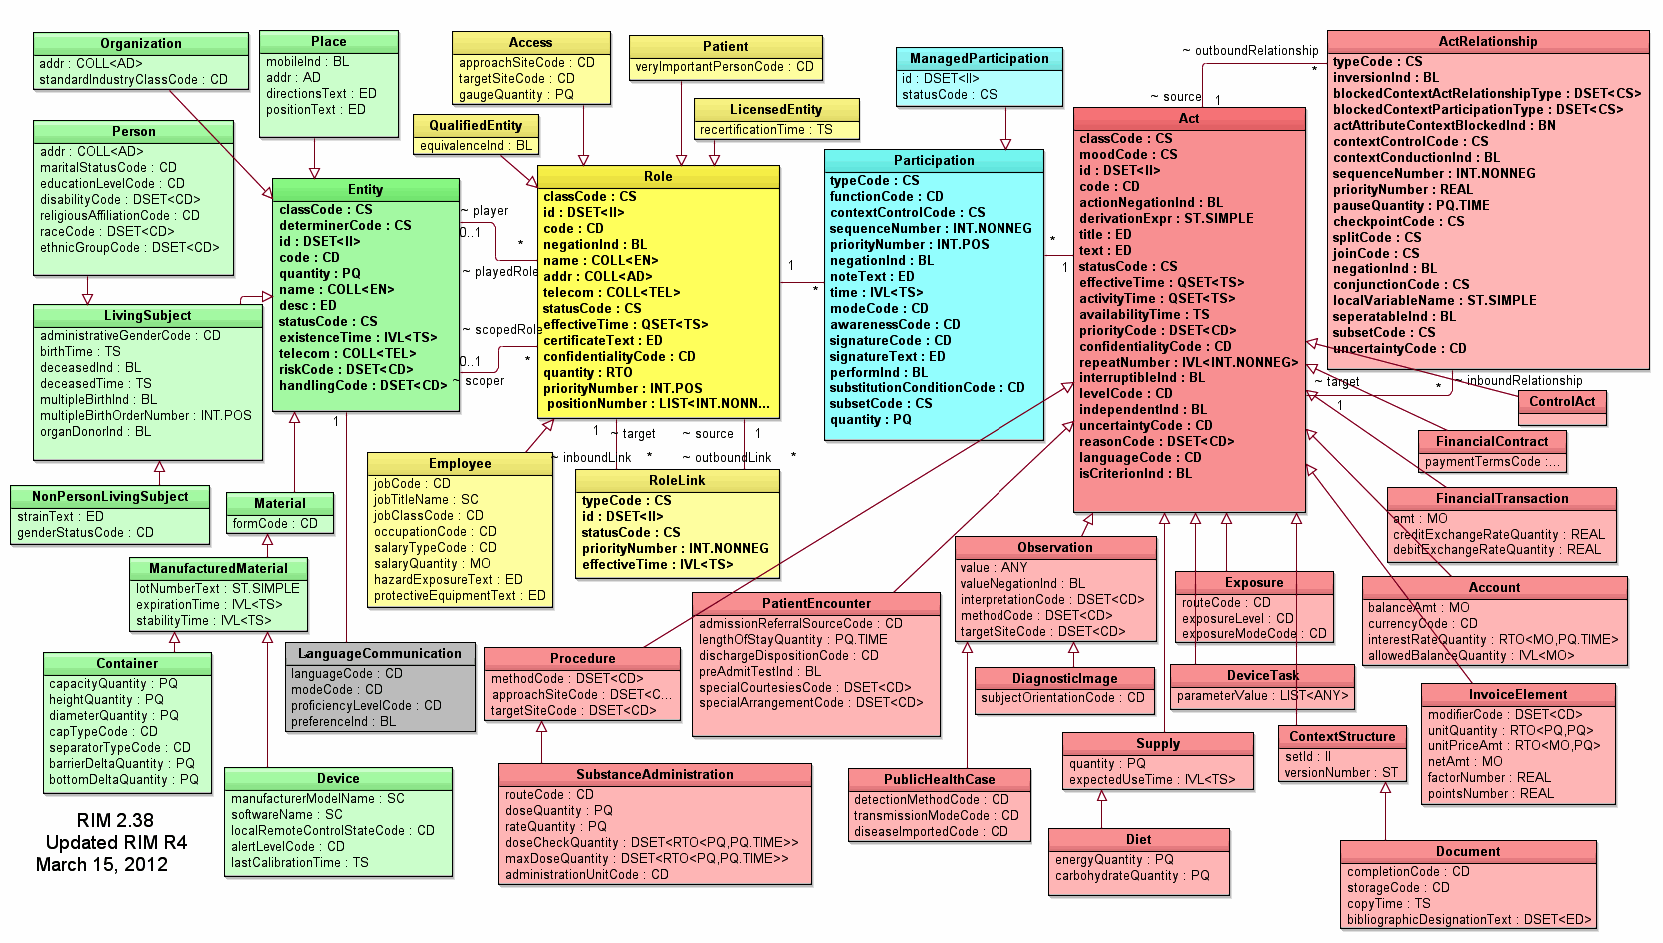 Organization
addr : COLL<AD>
standardIndustryClassCode : CD
Place
mobileInd : BL
addr : AD
directionsText : ED
positionText : ED
Access
approachSiteCode : CD
targetSiteCode : CD
gaugeQuantity : PQ
Patient
veryImportantPersonCode : CD
LicensedEntity
recertificationTime : TS
QualifiedEntity
equivalenceInd : BL
ManagedParticipation
id : DSET<II>
statusCode : CS
~ outboundRelationship
*
~ source
1
ActRelationship
typeCode : CS
inversionInd : BL
blockedContextActRelationshipType : DSET<CS>
blockedContextParticipationType : DSET<CS>
actAttributeContextBlockedInd : BN
contextControlCode : CS
contextConductionInd : BL
sequenceNumber : INT.NONNEG
priorityNumber : REAL
pauseQuantity : PQ.TIME
checkpointCode : CS
splitCode : CS
joinCode : CS
negationInd : BL
conjunctionCode : CS
localVariableName : ST.SIMPLE
seperatableInd : BL
subsetCode : CS
uncertaintyCode : CD
Person
addr : COLL<AD>
maritalStatusCode : CD
educationLevelCode : CD
disabilityCode : DSET<CD>
religiousAffiliationCode : CD
raceCode : DSET<CD>
ethnicGroupCode : DSET<CD>
Entity
classCode : CS
determinerCode : CS
id : DSET<II>
code : CD
quantity : PQ
name : COLL<EN>
desc : ED
statusCode : CS
existenceTime : IVL<TS>
telecom : COLL<TEL>
riskCode : DSET<CD>
handlingCode : DSET<CD>
~ player
0..1
*
~ playedRole
~ scopedRole
*
0..1
~ scoper
Role
classCode : CS
id : DSET<II>
code : CD
negationInd : BL
name : COLL<EN>
addr : COLL<AD>
telecom : COLL<TEL>
statusCode : CS
effectiveTime : QSET<TS>
certificateText : ED
confidentialityCode : CD
quantity : RTO
priorityNumber : INT.POS
positionNumber : LIST<INT.NONN...
1
*
Participation
typeCode : CS
functionCode : CD
contextControlCode : CS
sequenceNumber : INT.NONNEG
priorityNumber : INT.POS
negationInd : BL
noteText : ED
time : IVL<TS>
modeCode : CD
awarenessCode : CD
signatureCode : CD
signatureText : ED
performInd : BL
substitutionConditionCode : CD
subsetCode : CS
quantity : PQ
*
1
Act
classCode : CS
moodCode : CS
id : DSET<II>
code : CD
actionNegationInd : BL
derivationExpr : ST.SIMPLE
title : ED
text : ED
statusCode : CS
effectiveTime : QSET<TS>
activityTime : QSET<TS>
availabilityTime : TS
priorityCode : DSET<CD>
confidentialityCode : CD
repeatNumber : IVL<INT.NONNEG>
interruptibleInd : BL
levelCode : CD
independentInd : BL
uncertaintyCode : CD
reasonCode : DSET<CD>
languageCode : CD
isCriterionInd : BL
~ target
1
*
~ inboundRelationship
ControlAct
FinancialContract
paymentTermsCode :...
FinancialTransaction
amt : MO
creditExchangeRateQuantity : REAL
debitExchangeRateQuantity : REAL
Account
balanceAmt : MO
currencyCode : CD
interestRateQuantity : RTO<MO,PQ.TIME>
allowedBalanceQuantity : IVL<MO>
InvoiceElement
modifierCode : DSET<CD>
unitQuantity : RTO<PQ,PQ>
unitPriceAmt : RTO<MO,PQ>
netAmt : MO
factorNumber : REAL
pointsNumber : REAL
LivingSubject
administrativeGenderCode : CD
birthTime : TS
deceasedInd : BL
deceasedTime : TS
multipleBirthInd : BL
multipleBirthOrderNumber : INT.POS
organDonorInd : BL
1
NonPersonLivingSubject
strainText : ED
genderStatusCode : CD
Material
formCode : CD
ManufacturedMaterial
lotNumberText : ST.SIMPLE
expirationTime : IVL<TS>
stabilityTime : IVL<TS>
Container
capacityQuantity : PQ
heightQuantity : PQ
diameterQuantity : PQ
capTypeCode : CD
separatorTypeCode : CD
barrierDeltaQuantity : PQ
bottomDeltaQuantity : PQ
Device
manufacturerModelName : SC
softwareName : SC
localRemoteControlStateCode : CD
alertLevelCode : CD
lastCalibrationTime : TS
LanguageCommunication
languageCode : CD
modeCode : CD
proficiencyLevelCode : CD
preferenceInd : BL
Employee
jobCode : CD
jobTitleName : SC
jobClassCode : CD
occupationCode : CD
salaryTypeCode : CD
salaryQuantity : MO
hazardExposureText : ED
protectiveEquipmentText : ED
1
~ target
~ source
1
~ inboundLink
*
~ outboundLink
*
RoleLink
typeCode : CS
id : DSET<II>
statusCode : CS
priorityNumber : INT.NONNEG
effectiveTime : IVL<TS>
Procedure
methodCode : DSET<CD>
approachSiteCode : DSET<C...
targetSiteCode : DSET<CD>
SubstanceAdministration
routeCode : CD
doseQuantity : PQ
rateQuantity : PQ
doseCheckQuantity : DSET<RTO<PQ,PQ.TIME>>
maxDoseQuantity : DSET<RTO<PQ,PQ.TIME>>
administrationUnitCode : CD
PatientEncounter
admissionReferralSourceCode : CD
lengthOfStayQuantity : PQ.TIME
dischargeDispositionCode : CD
preAdmitTestInd : BL
specialCourtesiesCode : DSET<CD>
specialArrangementCode : DSET<CD>
Observation
value : ANY
valueNegationInd : BL
interpretationCode : DSET<CD>
methodCode : DSET<CD>
targetSiteCode : DSET<CD>
DiagnosticImage
subjectOrientationCode : CD
PublicHealthCase
detectionMethodCode : CD
transmissionModeCode : CD
diseaseImportedCode : CD
Exposure
routeCode : CD
exposureLevel : CD
exposureModeCode : CD
DeviceTask
parameterValue : LIST<ANY>
Supply
quantity : PQ
expectedUseTime : IVL<TS>
Diet
energyQuantity : PQ
carbohydrateQuantity : PQ
ContextStructure
setId : II
versionNumber : ST
Document
completionCode : CD
storageCode : CD
copyTime : TS
bibliographicDesignationText : DSET<ED>
RIM 2.38
Updated RIM R4
March 15, 2012